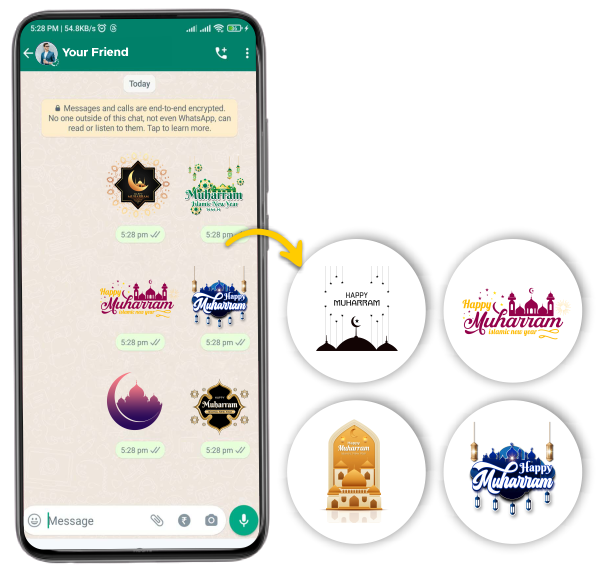 5:28 PM | 54.8KB/s
Your Friend
Today
Messages and calls are end-to-end encrypted.
No one outside of this chat, not even WhatsApp, can
read or listen to them. Tap to learn more.
Muharram
Islamic New Year
5:28 pm
5:28 pm
Happy
Muharram
islamic new year
Happy
Muharram
5:28 pm
5:28 pm
Muharram
5:28 pm
5:28 pm
Message
HAPPY
MUHARRAM
Happy
Muharram
islamic new year
Muharram
Happy
Muharram